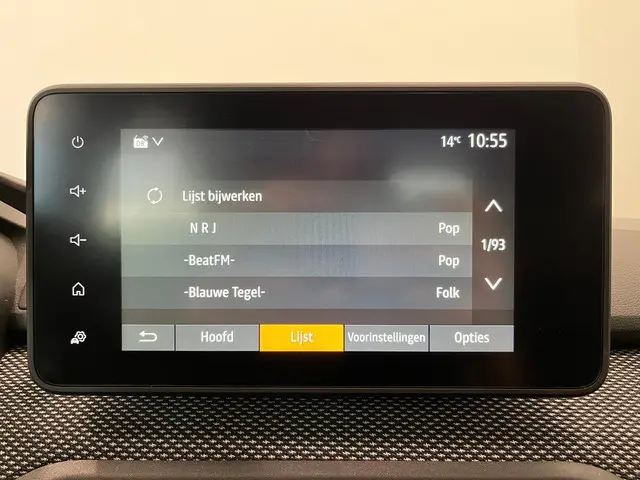 14°C 10:55
Lijst bijwerken
N R J Pop
1/93
-BeatFM- Pop
-Blauwe Tegel- Folk
Hoofd Lijst Voorinstellingen Opties